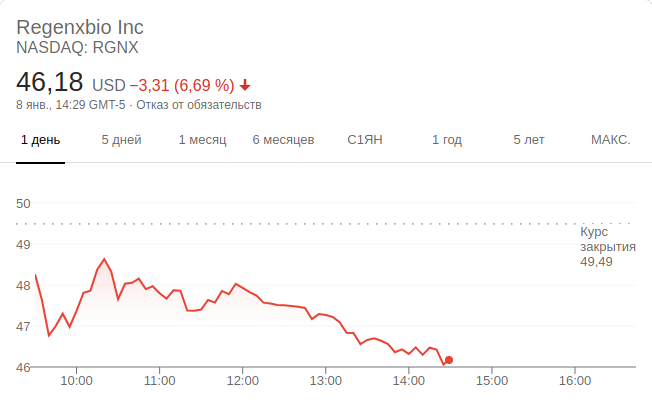 Regenxbio Inc
NASDAQ: RGNX
46,18 USD −3,31 (6,69 %)
8 янв., 14:29 GMT-5 · Отказ от обязательств
1 день 5 дней 1 месяц 6 месяцев С1ЯН 1 год 5 лет МАКС.
50
Курс
закрытия
49,49
49
48
47
46
10:00 11:00 12:00 13:00 14:00 15:00 16:00